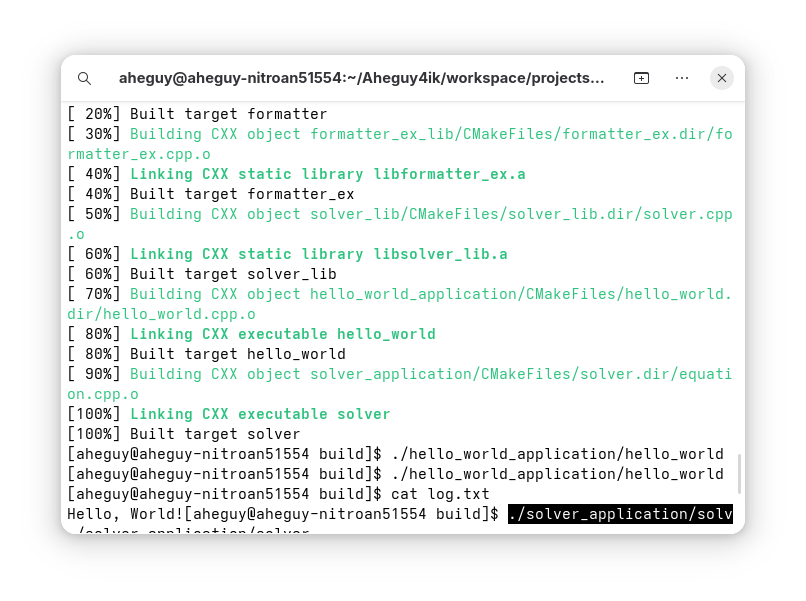 aheguy@aheguy-nitroan51554:~/Aheguy4ik/workspace/projects...
[ 20%] Built target formatter
[ 30%] Building CXX object formatter_ex_lib/CMakeFiles/formatter_ex.dir/fo
rmatter_ex.cpp.o
[ 40%] Linking CXX static library libformatter_ex.a
[ 40%] Built target formatter_ex
[ 50%] Building CXX object solver_lib/CMakeFiles/solver_lib.dir/solver.cpp
.o
[ 60%] Linking CXX static library libsolver_lib.a
[ 60%] Built target solver_lib
[ 70%] Building CXX object hello_world_application/CMakeFiles/hello_world.
dir/hello_world.cpp.o
[ 80%] Linking CXX executable hello_world
[ 80%] Built target hello_world
[ 90%] Building CXX object solver_application/CMakeFiles/solver.dir/equati
on.cpp.o
[100%] Linking CXX executable solver
[100%] Built target solver
[aheguy@aheguy-nitroan51554 build]$ ./hello_world_application/hello_world
[aheguy@aheguy-nitroan51554 build]$ ./hello_world_application/hello_world
[aheguy@aheguy-nitroan51554 build]$ cat log.txt
Hello, World![aheguy@aheguy-nitroan51554 build]$ ./solver_application/solv